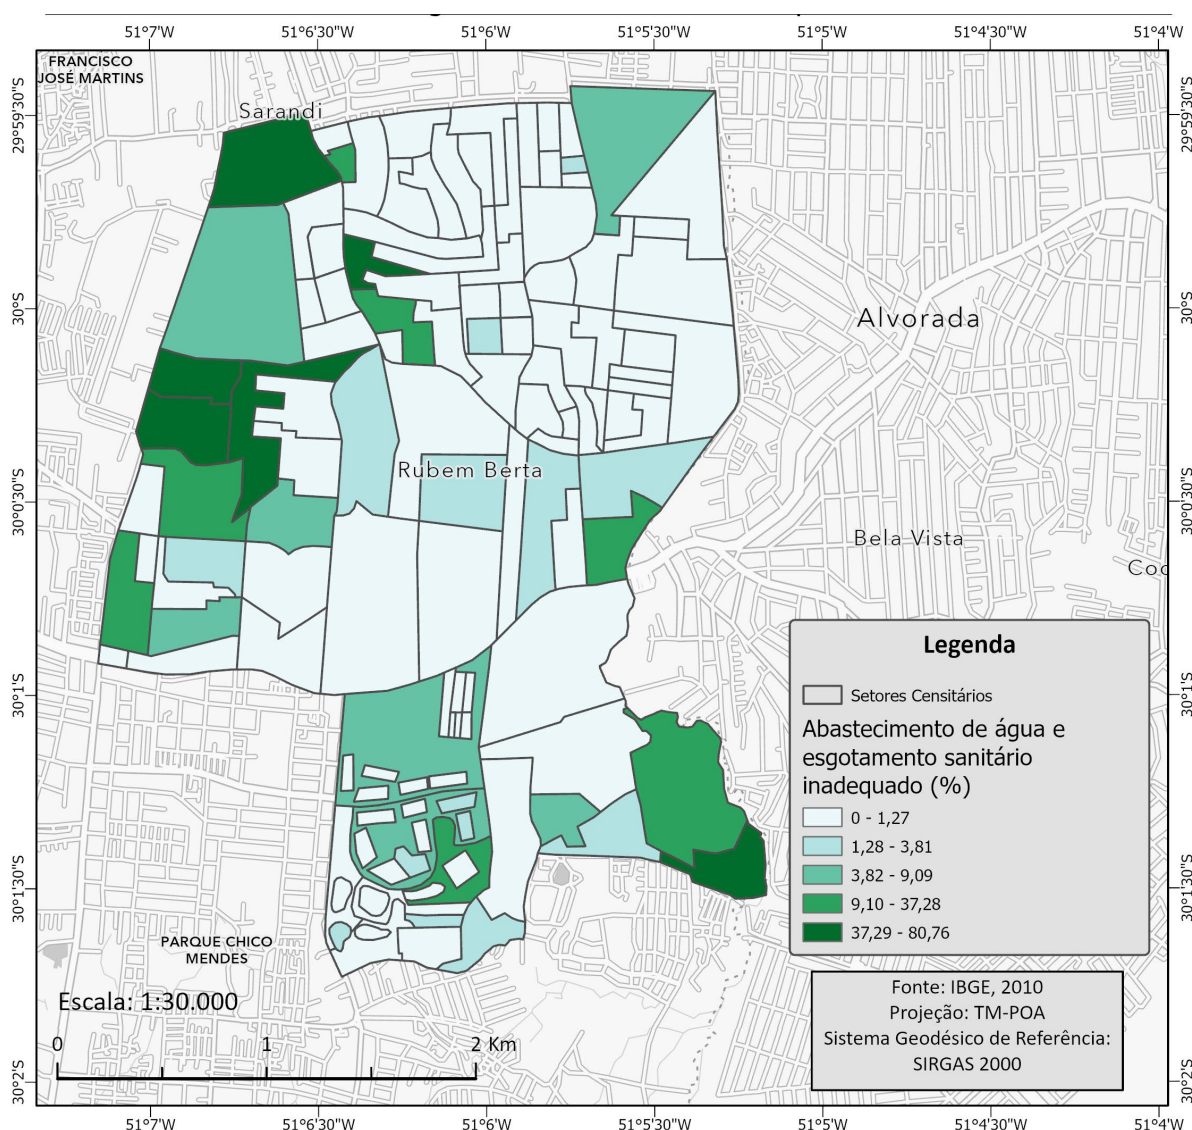 51°7'W 51°6'30"W 51°6'W 51°5'30"W 51°5'W 51°4'30"W 51°4'W
FRANCISCO
JOSÉ MARTINS
Sarandi
29°59'30"S
29°59'30"S
Alvorada
30°S
30°S
Rubem Berta
30°0'30"S
30°0'30"S
Bela Vista
Coc
30°1'S
30°1'S
Legenda
Setores Censitários
Abastecimento de água e
esgotamento sanitário
inadequado (%)
0 - 1,27
1,28 - 3,81
3,82 - 9,09
9,10 - 37,28
37,29 - 80,76
30°1'30"S
30°1'30"S
PARQUE CHICO
MENDES
Escala: 1:30.000
0 1 2 Km
Fonte: IBGE, 2010
Projeção: TM-POA
Sistema Geodésico de Referência:
SIRGAS 2000
30°2'S
30°2'S
51°7'W 51°6'30"W 51°6'W 51°5'30"W 51°5'W 51°4'30"W 51°4'W